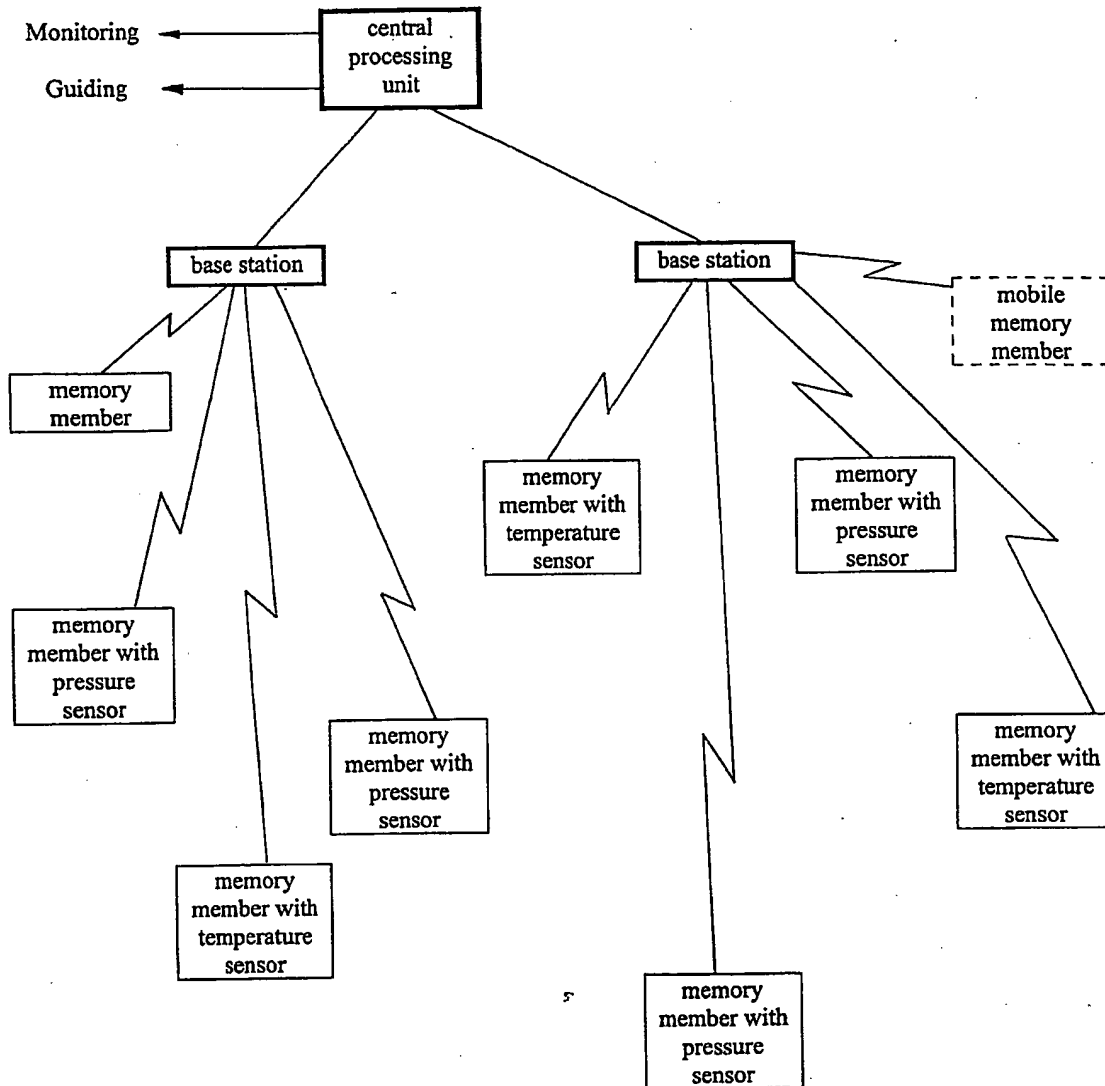 Monitoring
Guiding
central
processing
unit
base station
base station
mobile
memory
member
memory
member
memory
member with
temperature
sensor
memory
member with
pressure
sensor
memory
member with
pressure
sensor
memory
member with
pressure
sensor
memory
member with
temperature
sensor
memory
member with
temperature
sensor
memory
member with
pressure
sensor